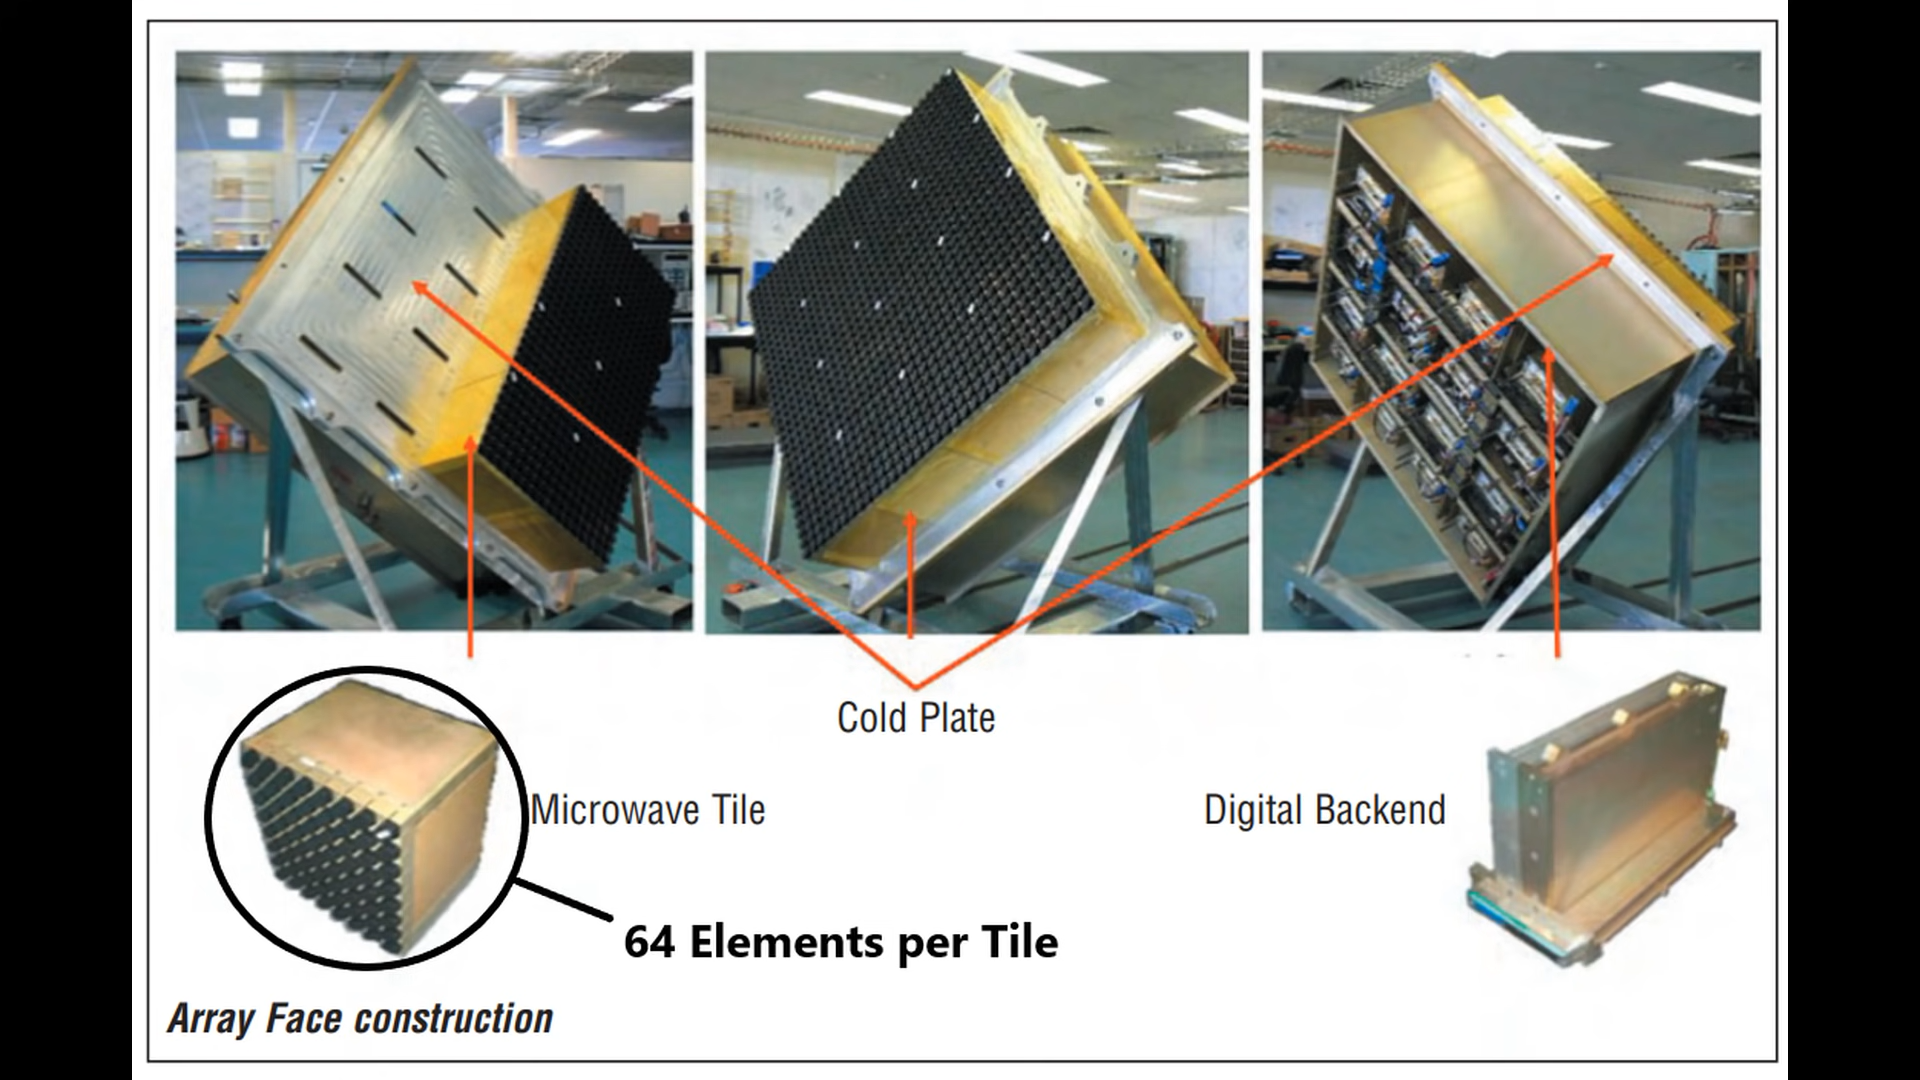 Cold Plate
Microwave Tile
Digital Backend
64 Elements per Tile
Array Face construction